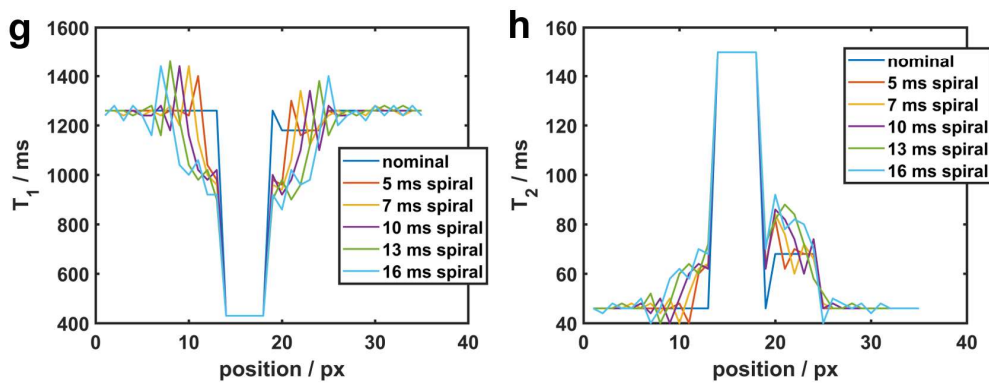 g
1600
1400
1200
1000
800
600
400
T1 / ms
0
10
20
30
40
position / px
nominal
5 ms spiral
7 ms spiral
10 ms spiral
13 ms spiral
16 ms spiral
h
160
140
120
100
80
60
40
T2 / ms
0
10
20
30
40
position / px
nominal
5 ms spiral
7 ms spiral
10 ms spiral
13 ms spiral
16 ms spiral